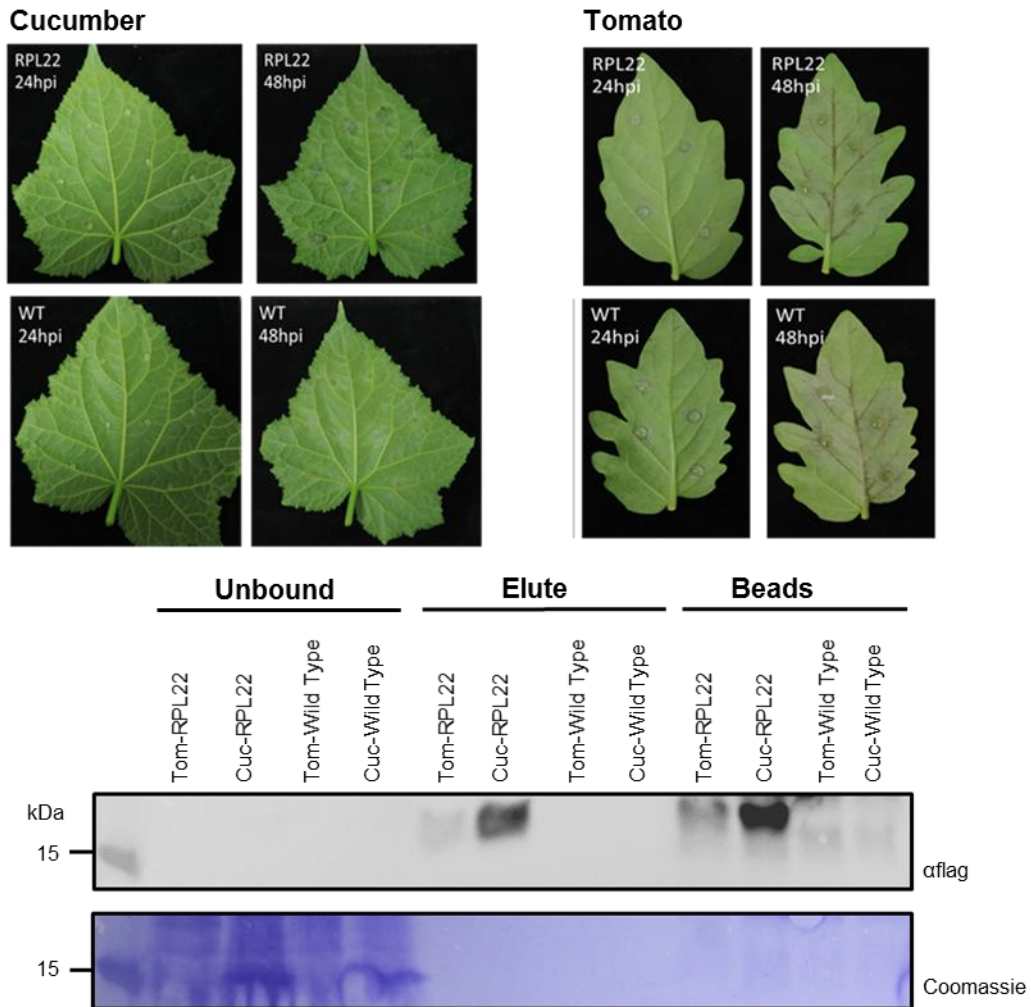 Cucumber
Tomato
RPL22
24hpi
RPL22
48hpi
RPL22
24hpi
RPL22
48hpi
WT
24hpi
WT
48hpi
WT
24hpi
WT
48hpi
Unbound
Elute
Beads
Tom-RPL22
Cuc-RPL22
Tom-Wild Type
Cuc-Wild Type
Tom-RPL22
Cuc-RPL22
Tom-Wild Type
Cuc-Wild Type
Tom-RPL22
Cuc-RPL22
Tom-Wild Type
Cuc-Wild Type
kDa
15
αflag
15
Coomassie